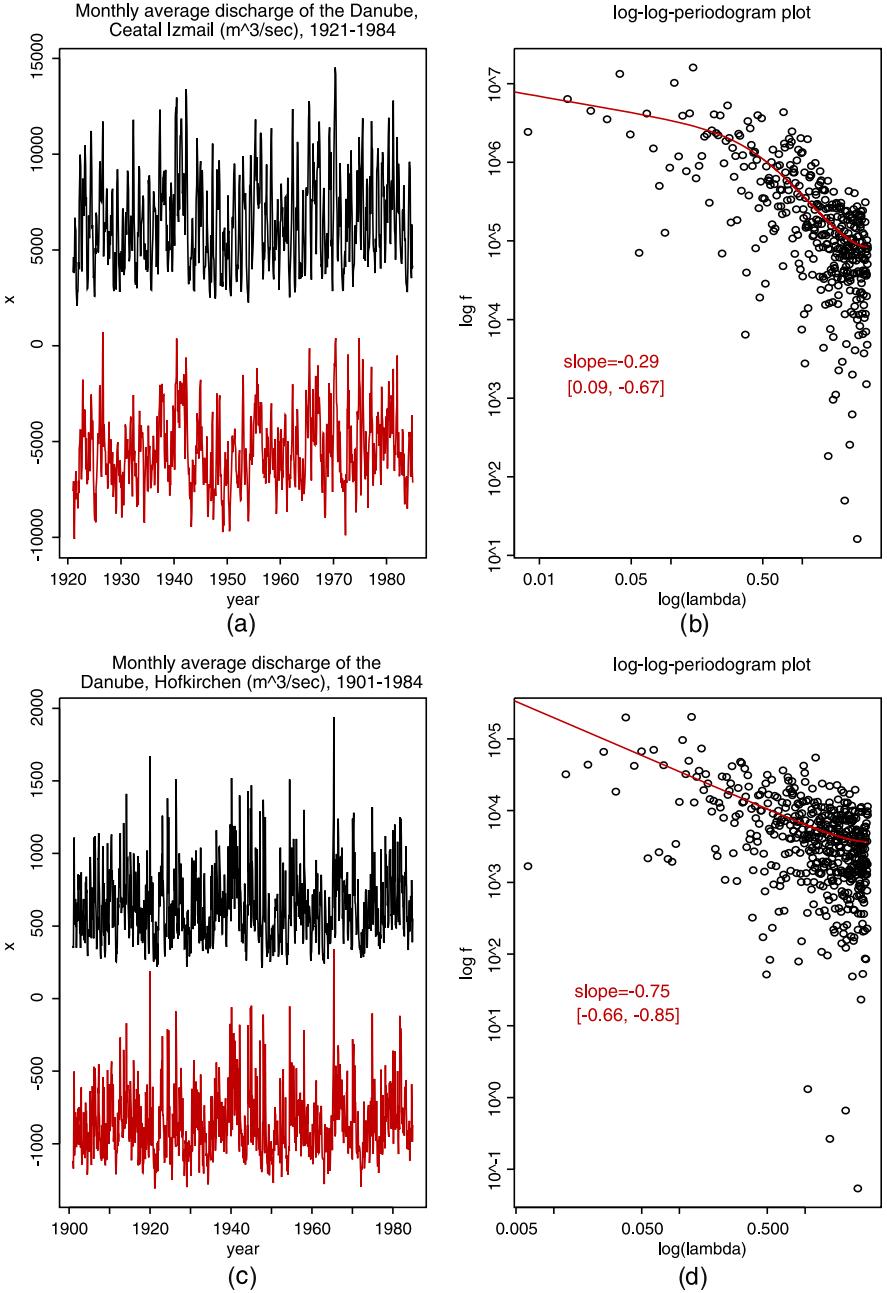 Monthly average discharge of the Danube,
Ceatal Izmail (m^3/sec), 1921-1984
x
15000
10000
5000
0
-5000
-10000
1920 1930 1940 1950 1960 1970 1980
year
(a)
log-log-periodogram plot
log f
10^7
10^6
10^5
10^4
10^3
10^2
10^1
slope=-0.29
[0.09, -0.67]
0.01 0.05 0.50
log(lambda)
(b)
Monthly average discharge of the
Danube, Hofkirchen (m^3/sec), 1901-1984
x
2000
1500
1000
500
0
-500
-1000
1900 1920 1940 1960 1980
year
(c)
log-log-periodogram plot
log f
10^5
10^4
10^3
10^2
10^1
10^0
10^-1
slope=-0.75
[-0.66, -0.85]
0.005 0.050 0.500
log(lambda)
(d)